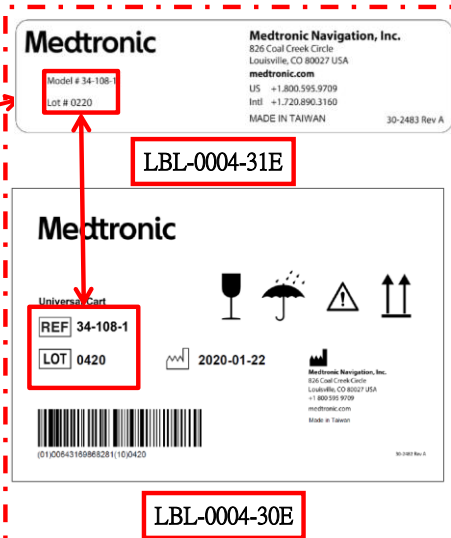 Medtronic
Model # 34-108-1
Lot # 0220
Medtronic Navigation, Inc.
826 Coal Creek Circle
Louisville, CO 80027 USA
medtronic.com
US +1.800.595.9709
Intl +1.720.890.3160
MADE IN TAIWAN
30-2483 Rev A
LBL-0004-31E
Medtronic
Universal Cart
REF 34-108-1
LOT 0420
2020-01-22
Medtronic Navigation, Inc.
826 Coal Creek Circle
Louisville, CO 80027 USA
+1 800 595 9709
medtronic.com
Made in Taiwan
(01)00643169868281(10)0420
30-2483 Rev A
LBL-0004-30E